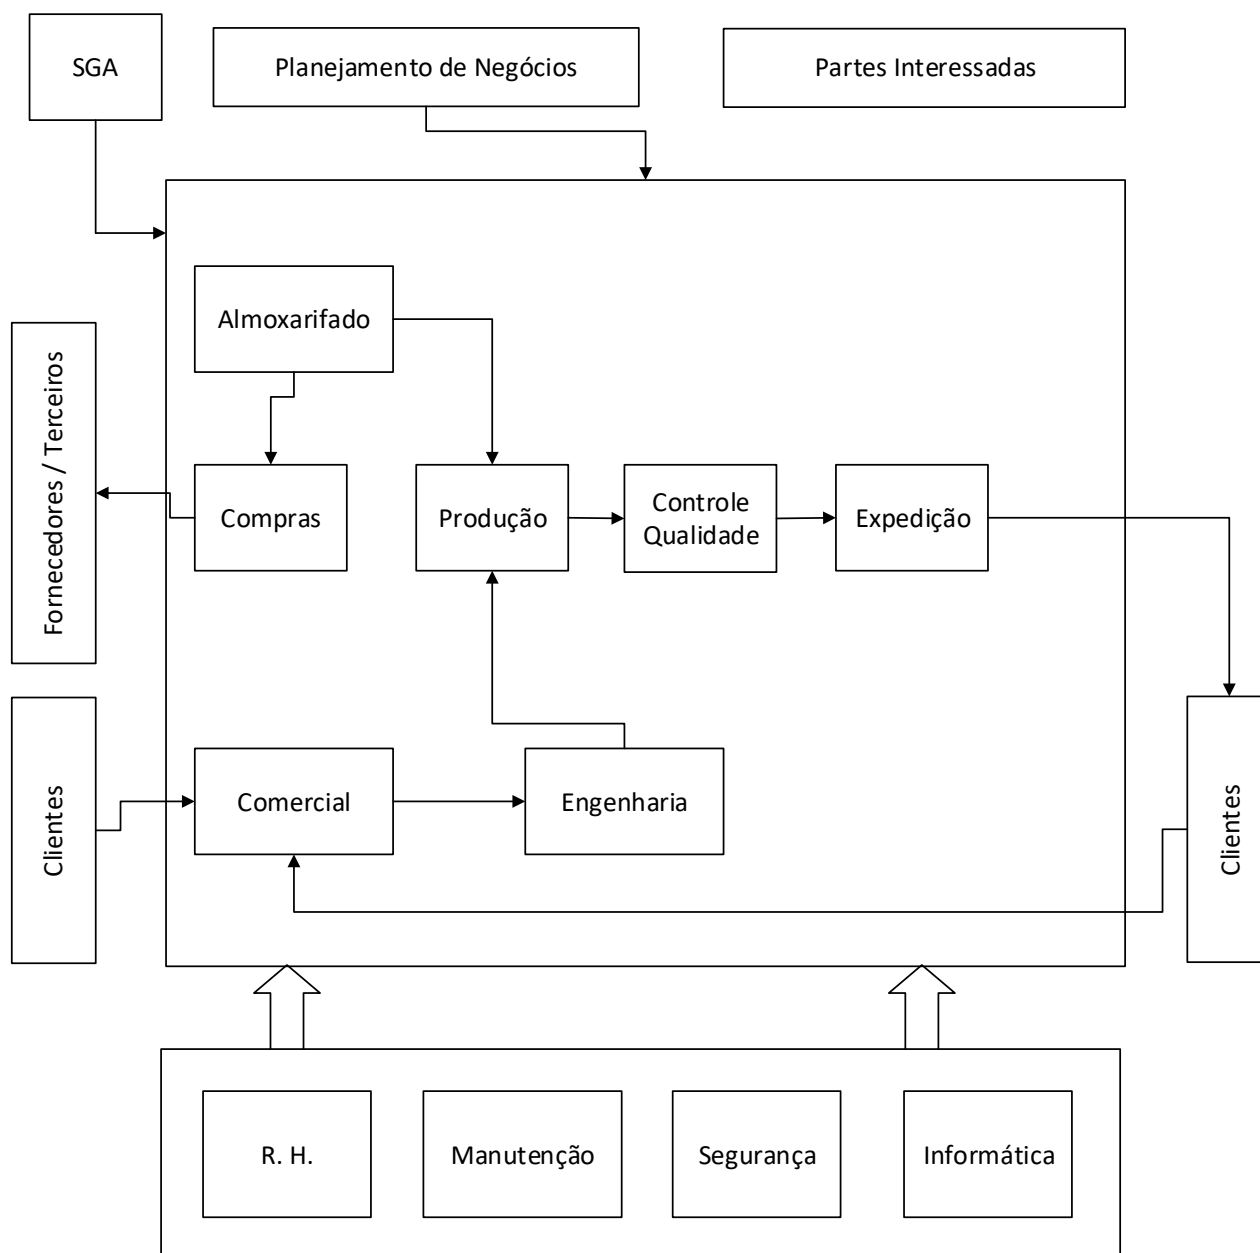 SGA
Planejamento de Negócios
Partes Interessadas
Almoxarifado
Fornecedores / Terceiros
Compras
Produção
Controle
Qualidade
Expedição
Clientes
Comercial
Engenharia
Clientes
R. H.
Manutenção
Segurança
Informática